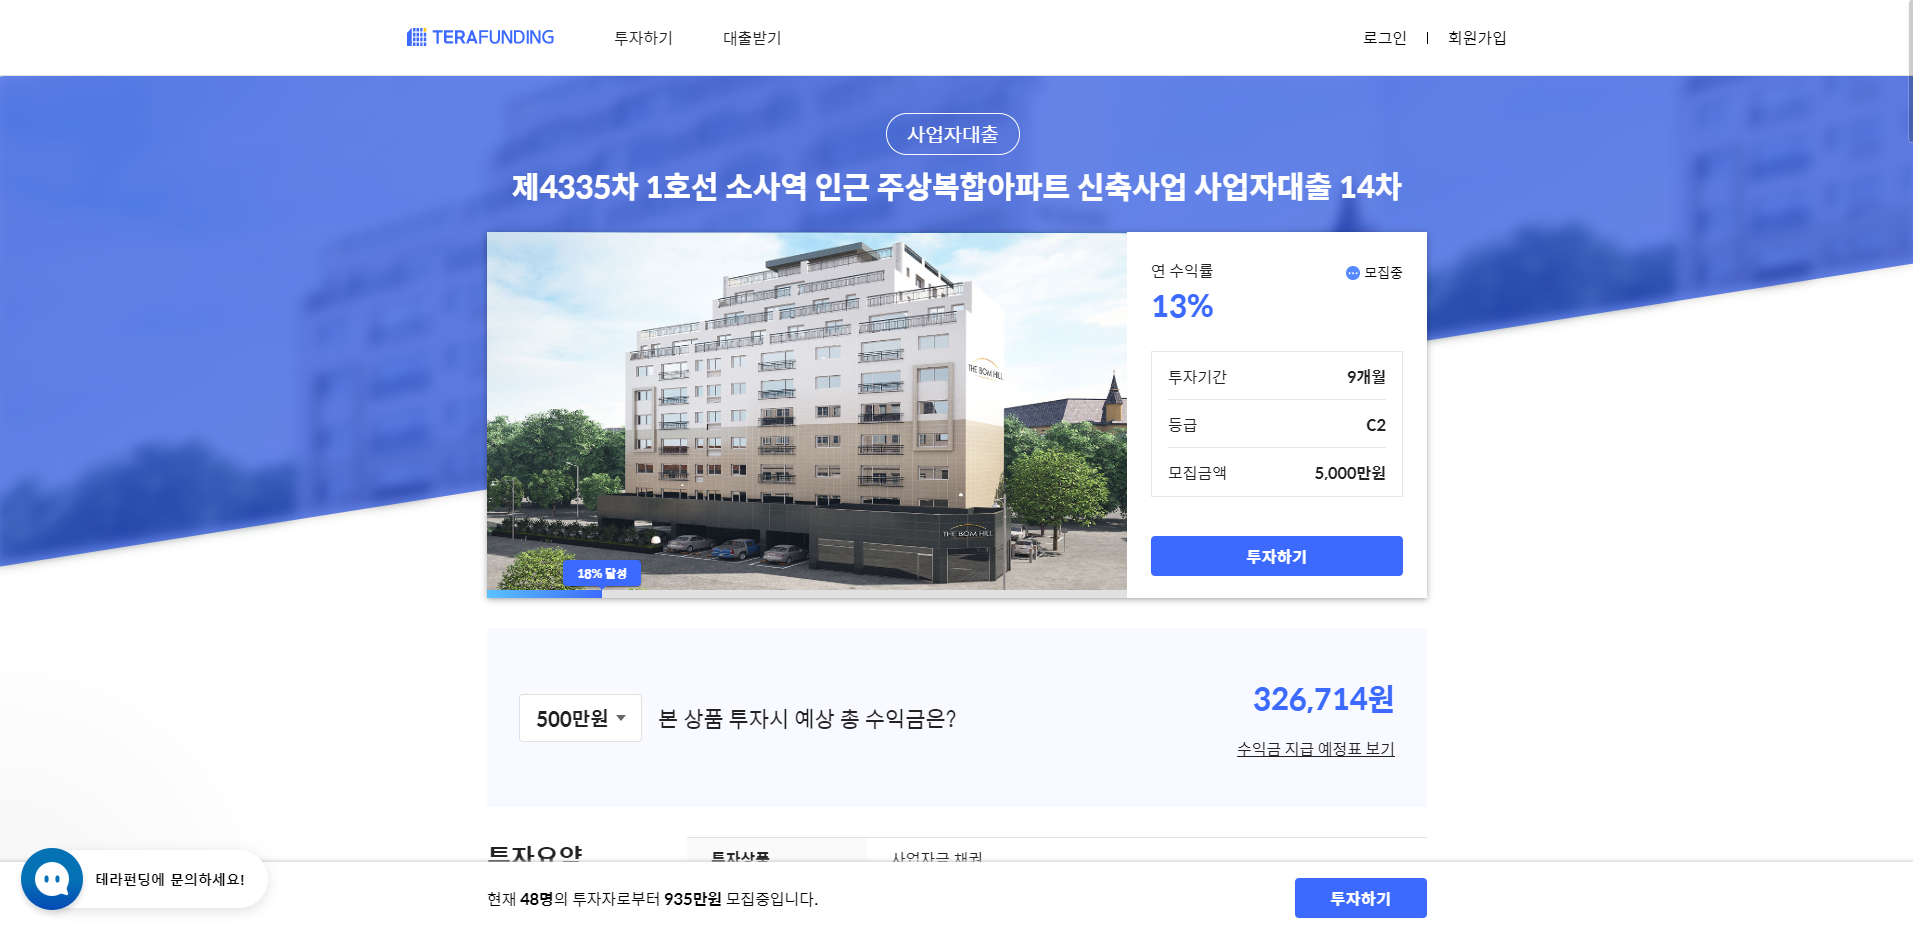 TERAFUNDING
투자하기
대출받기
로그인
회원가입
사업자대출
제4335차 1호선 소사역 인근 주상복합아파트 신축사업 사업자대출 14차
THE BOM HILL
THE BOM HILL
18% 달성
연 수익률
모집중
13%
투자기간 9개월
등급 C2
모집금액 5,000만원
투자하기
500만원 본 상품 투자시 예상 총 수익금은?
326,714원
수익금 지급 예정표 보기
투자요약
투자상품 사업자금 채권
테라펀딩에 문의하세요!
현재 48명의 투자자로부터 935만원 모집중입니다.
투자하기